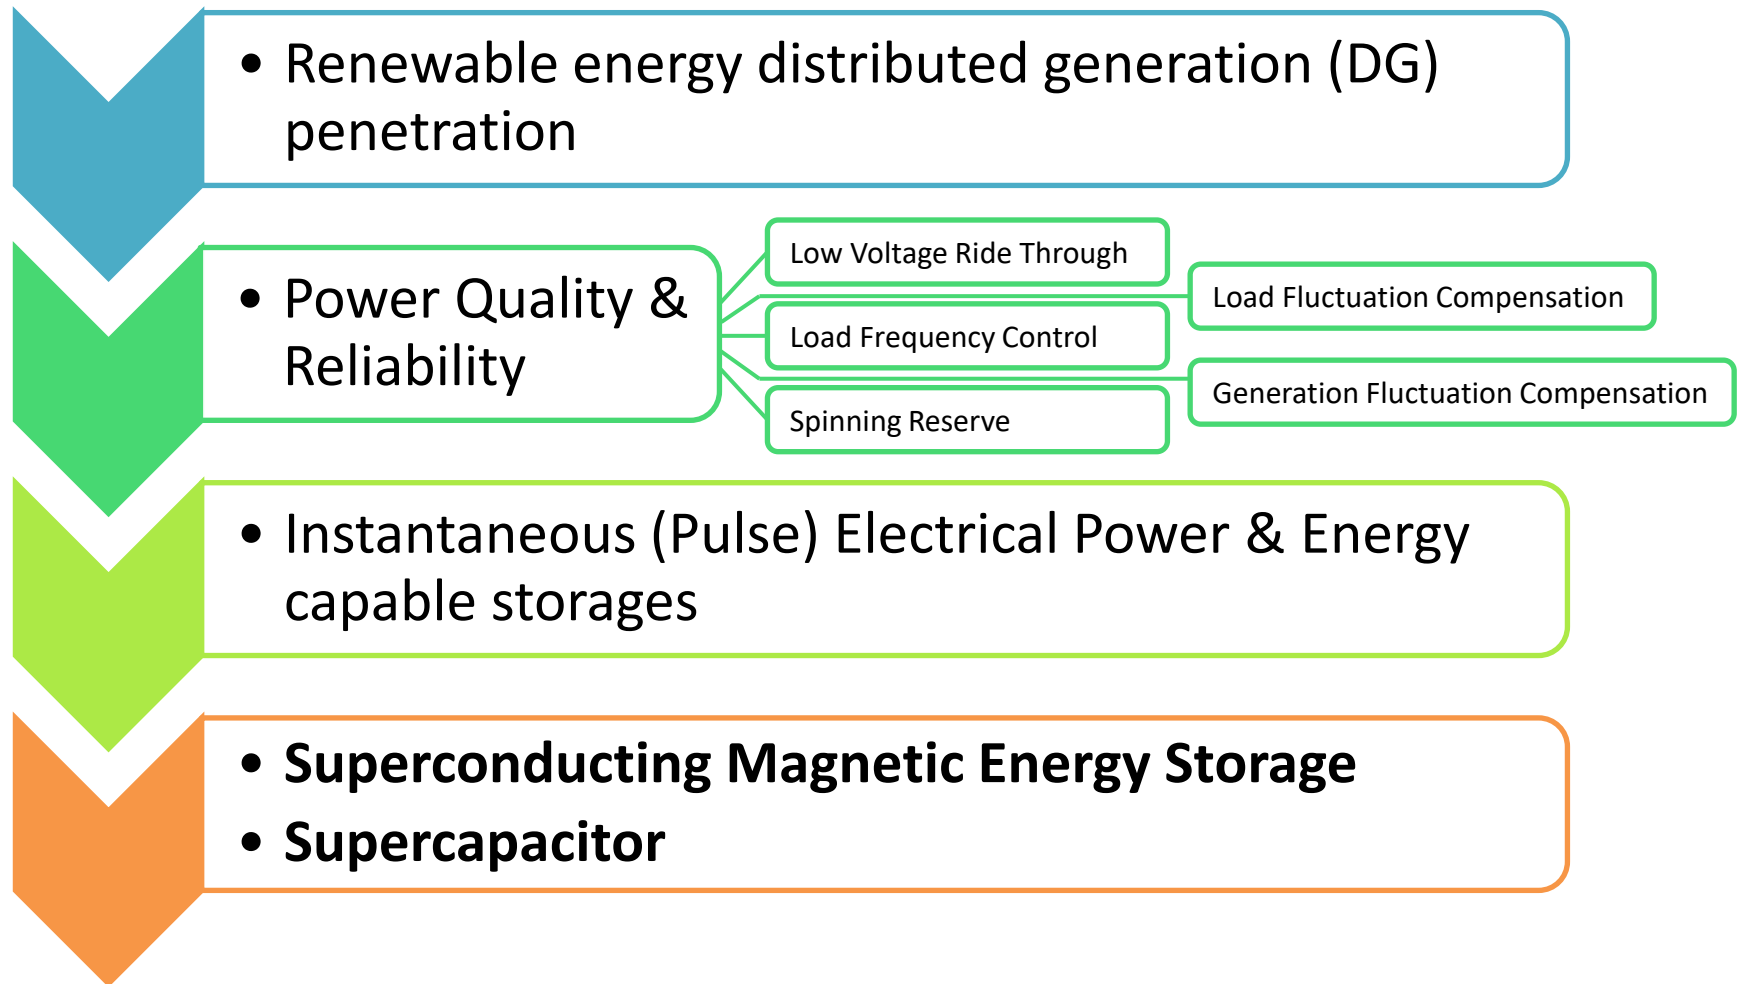 • Renewable energy distributed generation (DG)
penetration
• Power Quality &
Reliability
Low Voltage Ride Through
Load Fluctuation Compensation
Load Frequency Control
Generation Fluctuation Compensation
Spinning Reserve
• Instantaneous (Pulse) Electrical Power & Energy
capable storages
• Superconducting Magnetic Energy Storage
• Supercapacitor